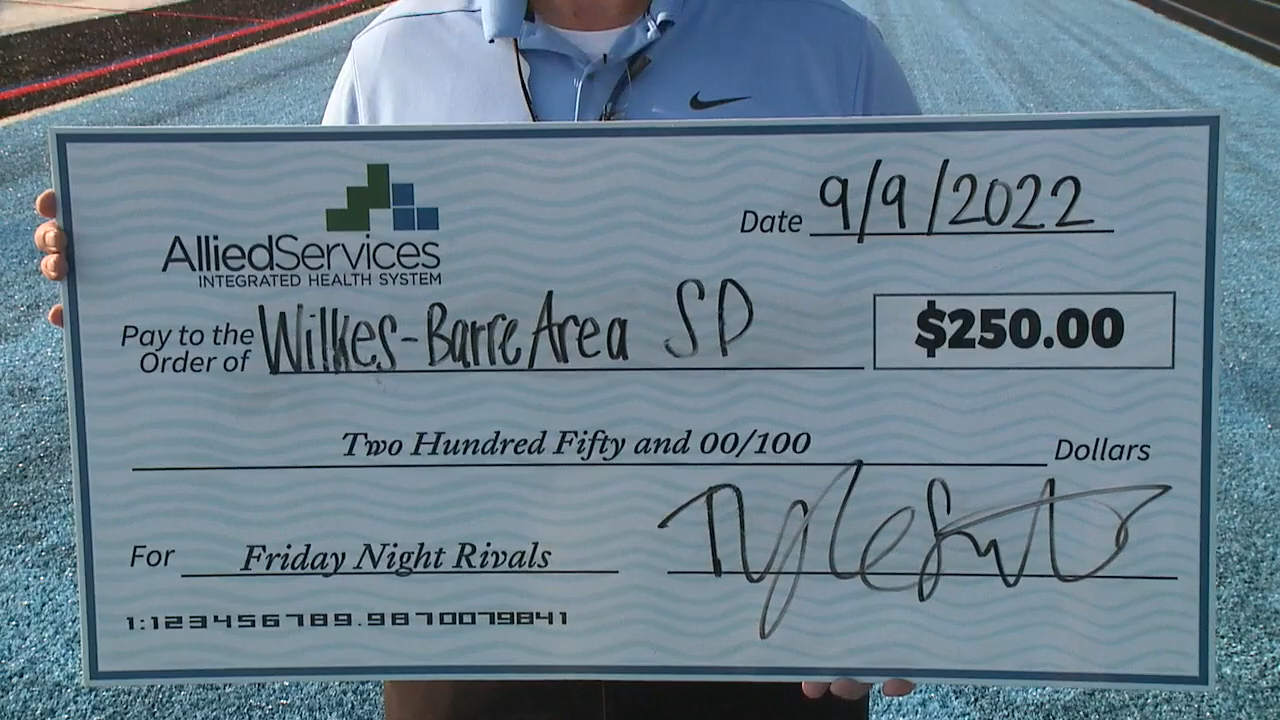 AlliedServices
INTEGRATED HEALTH SYSTEM
Date 9/9/2022
Pay to the
Order of Wilkes-Barre Area SD
$250.00
Two Hundred Fifty and 00/100 Dollars
For Friday Night Rivals
1:123456789.9870079841